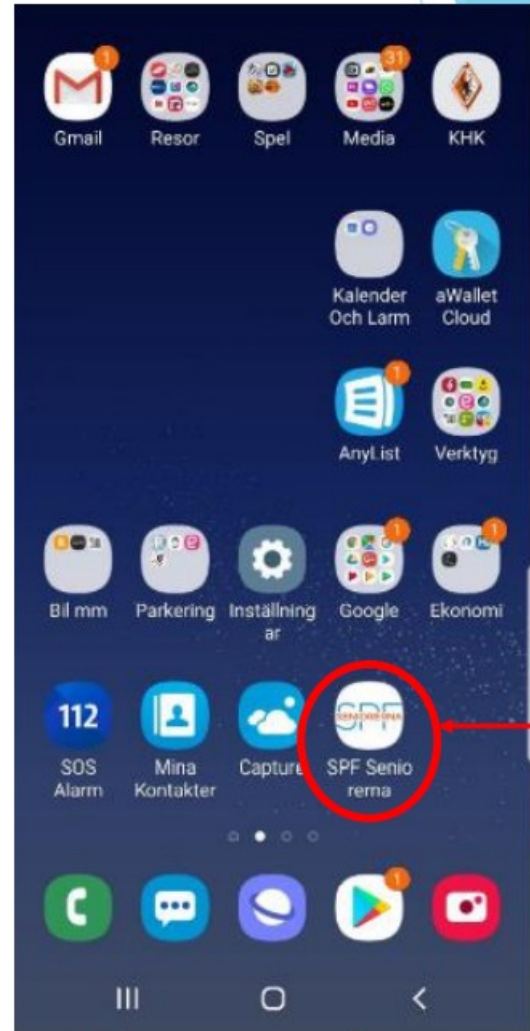 1
31
Gmail
Resor
Spel
Media
KHK
Kalender
Och Larm
aWallet
Cloud
1
AnyList
Verktyg
1
1
Bil mm
Parkering
Inställning
ar
Google
Ekonomi
112
SENIORERNA
SPF
SOS
Alarm
Mina
Kontakter
Capture
SPF Senio
rerna
1